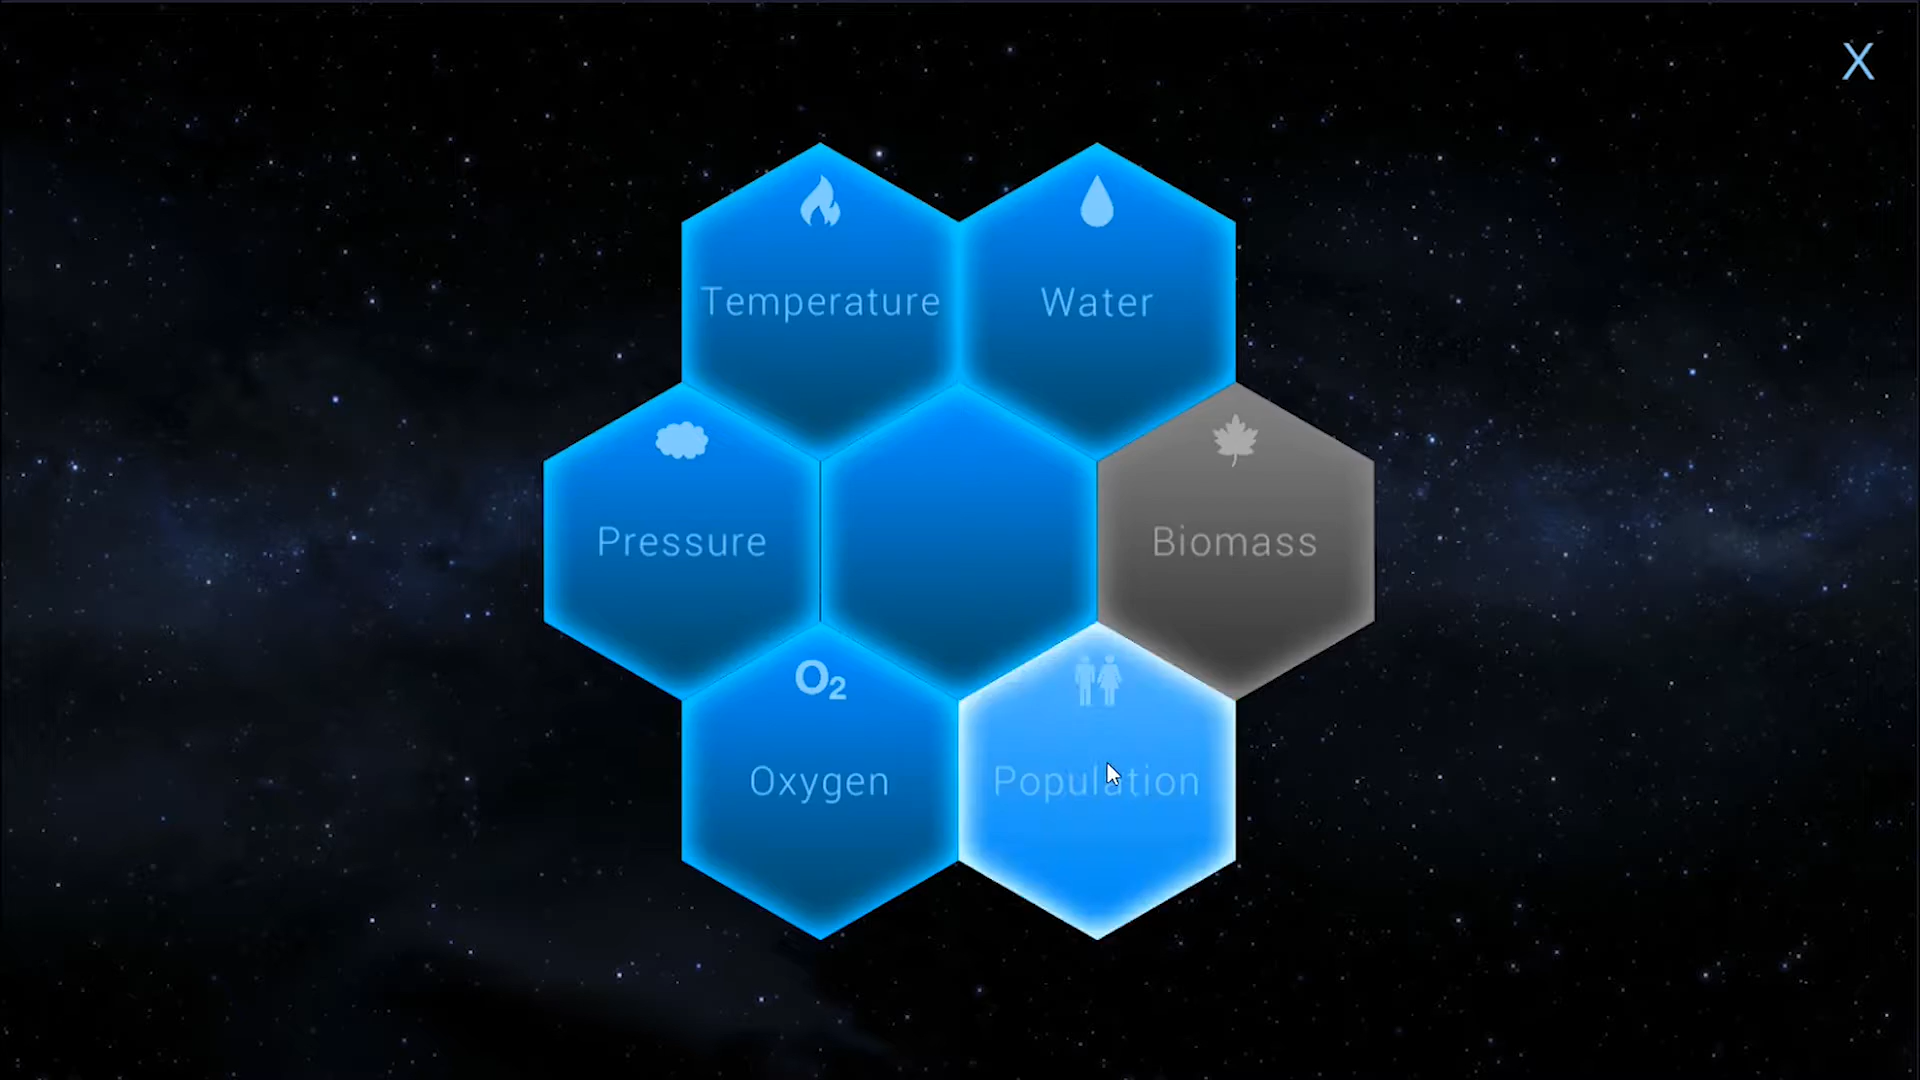 X
Temperature
Water
Pressure
Biomass
O₂
Oxygen
Population